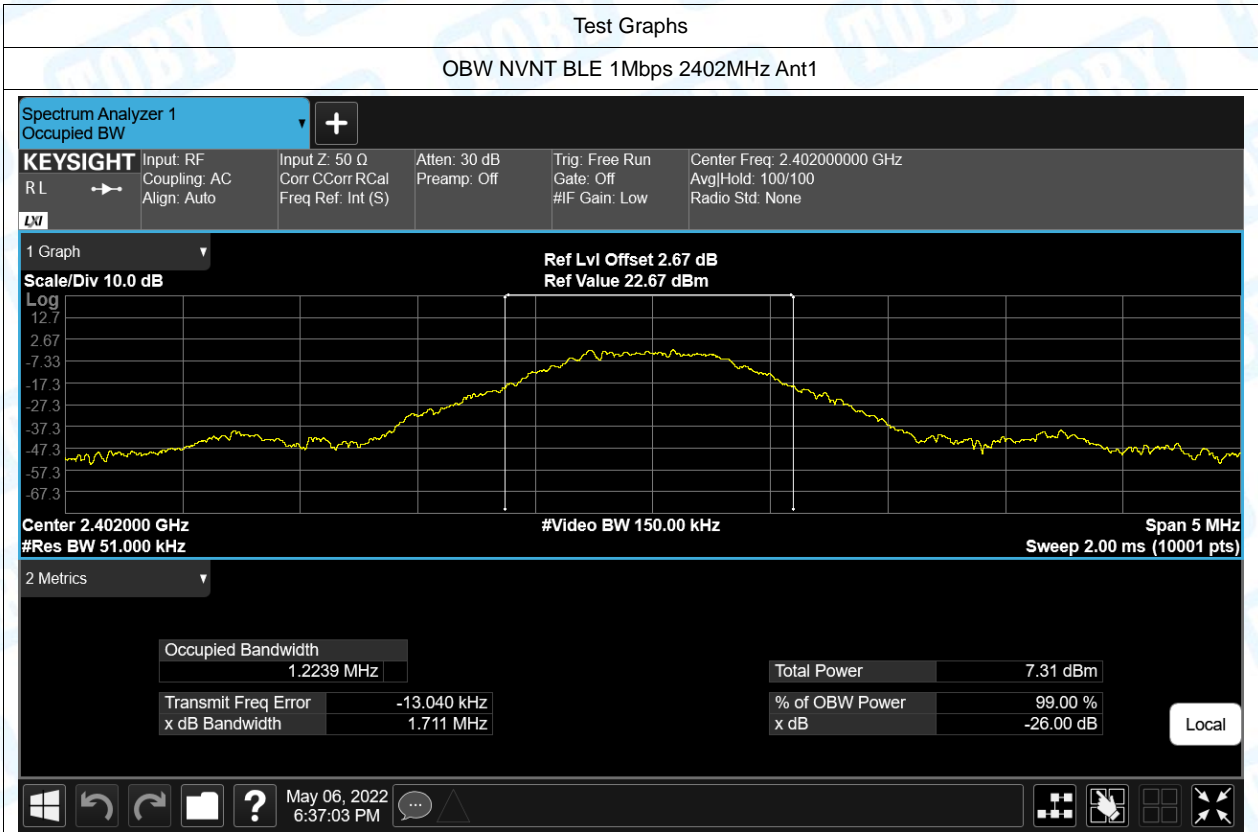 Test Graphs
OBW NVNT BLE 1Mbps 2402MHz Ant1
Spectrum Analyzer 1
Occupied BW
+
KEYSIGHT
R L
LXI
Input: RF
Coupling: AC
Align: Auto
Input Z: 50 Ω
Corr CCorr RCal
Freq Ref: Int (S)
Atten: 30 dB
Preamp: Off
Trig: Free Run
Gate: Off
#IF Gain: Low
Center Freq: 2.402000000 GHz
Avg|Hold: 100/100
Radio Std: None
1 Graph
Scale/Div 10.0 dB
Ref Lvl Offset 2.67 dB
Ref Value 22.67 dBm
Log
12.7
2.67
-7.33
-17.3
-27.3
-37.3
-47.3
-57.3
-67.3
Center 2.402000 GHz
#Res BW 51.000 kHz
#Video BW 150.00 kHz
Span 5 MHz
Sweep 2.00 ms (10001 pts)
2 Metrics
Occupied Bandwidth
1.2239 MHz
Transmit Freq Error -13.040 kHz
x dB Bandwidth 1.711 MHz
Total Power 7.31 dBm
% of OBW Power 99.00 %
x dB -26.00 dB
Local
?
May 06, 2022
6:37:03 PM
TOBY